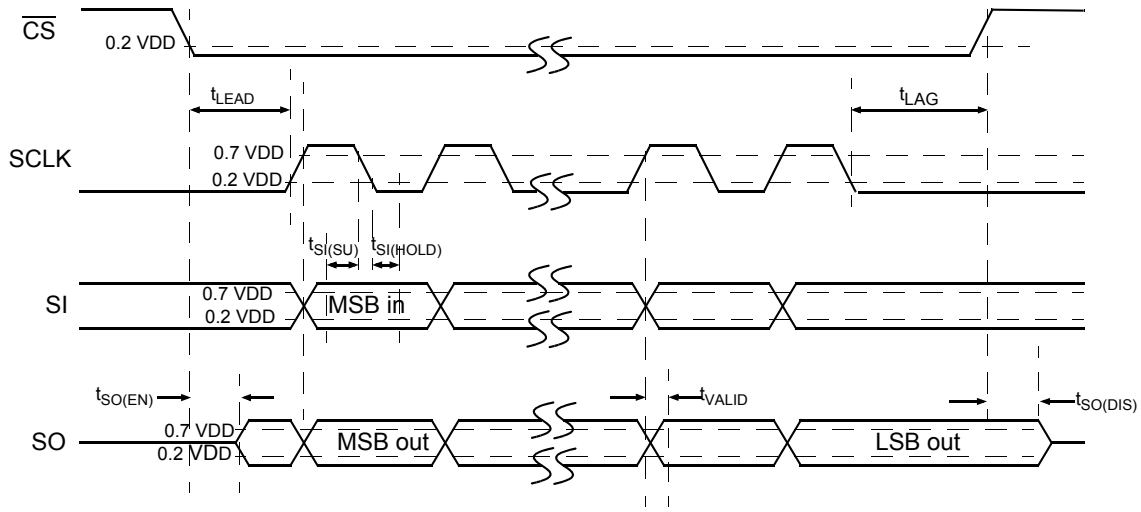 CS
0.2 VDD
tLEAD
tLAG
SCLK
0.7 VDD
0.2 VDD
tSI(SU)
tSI(HOLD)
SI
0.7 VDD
0.2 VDD
MSB in
tSO(EN)
tVALID
tSO(DIS)
SO
0.7 VDD
0.2 VDD
MSB out
LSB out